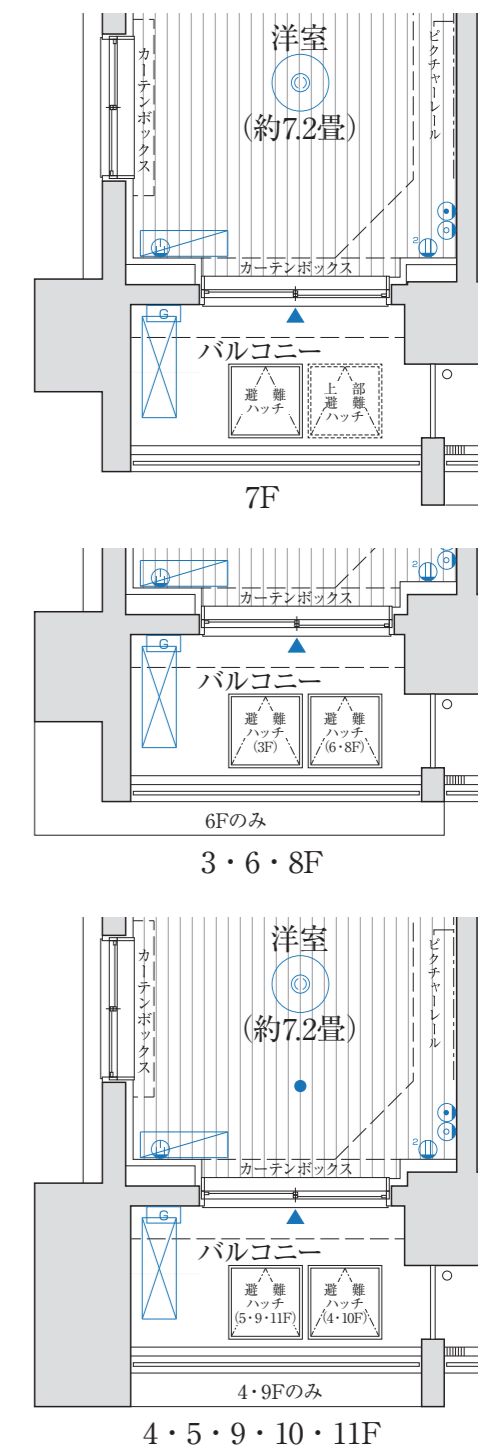 洋室
(約7.2畳)
カーテンボックス
ピクチャーレール
2
カーテンボックス
G
バルコニー
避難
ハッチ
上部
避難
ハッチ
7F
2
カーテンボックス
G
バルコニー
避難
ハッチ
(3F)
避難
ハッチ
(6・8F)
6Fのみ
3・6・8F
洋室
(約7.2畳)
カーテンボックス
ピクチャーレール
2
カーテンボックス
G
バルコニー
避難
ハッチ
(5・9・11F)
避難
ハッチ
(4・10F)
4・9Fのみ
4・5・9・10・11F